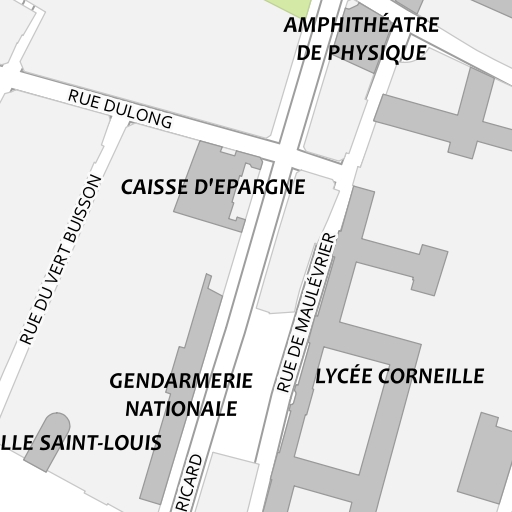 AMPHITHÉATRE
DE PHYSIQUE
RUE DULONG
CAISSE D'EPARGNE
RUE DU VERT BUISSON
RUE DE MAULÉVRIER
GENDARMERIE
NATIONALE
LYCÉE CORNEILLE
LLE SAINT-LOUIS
RICARD